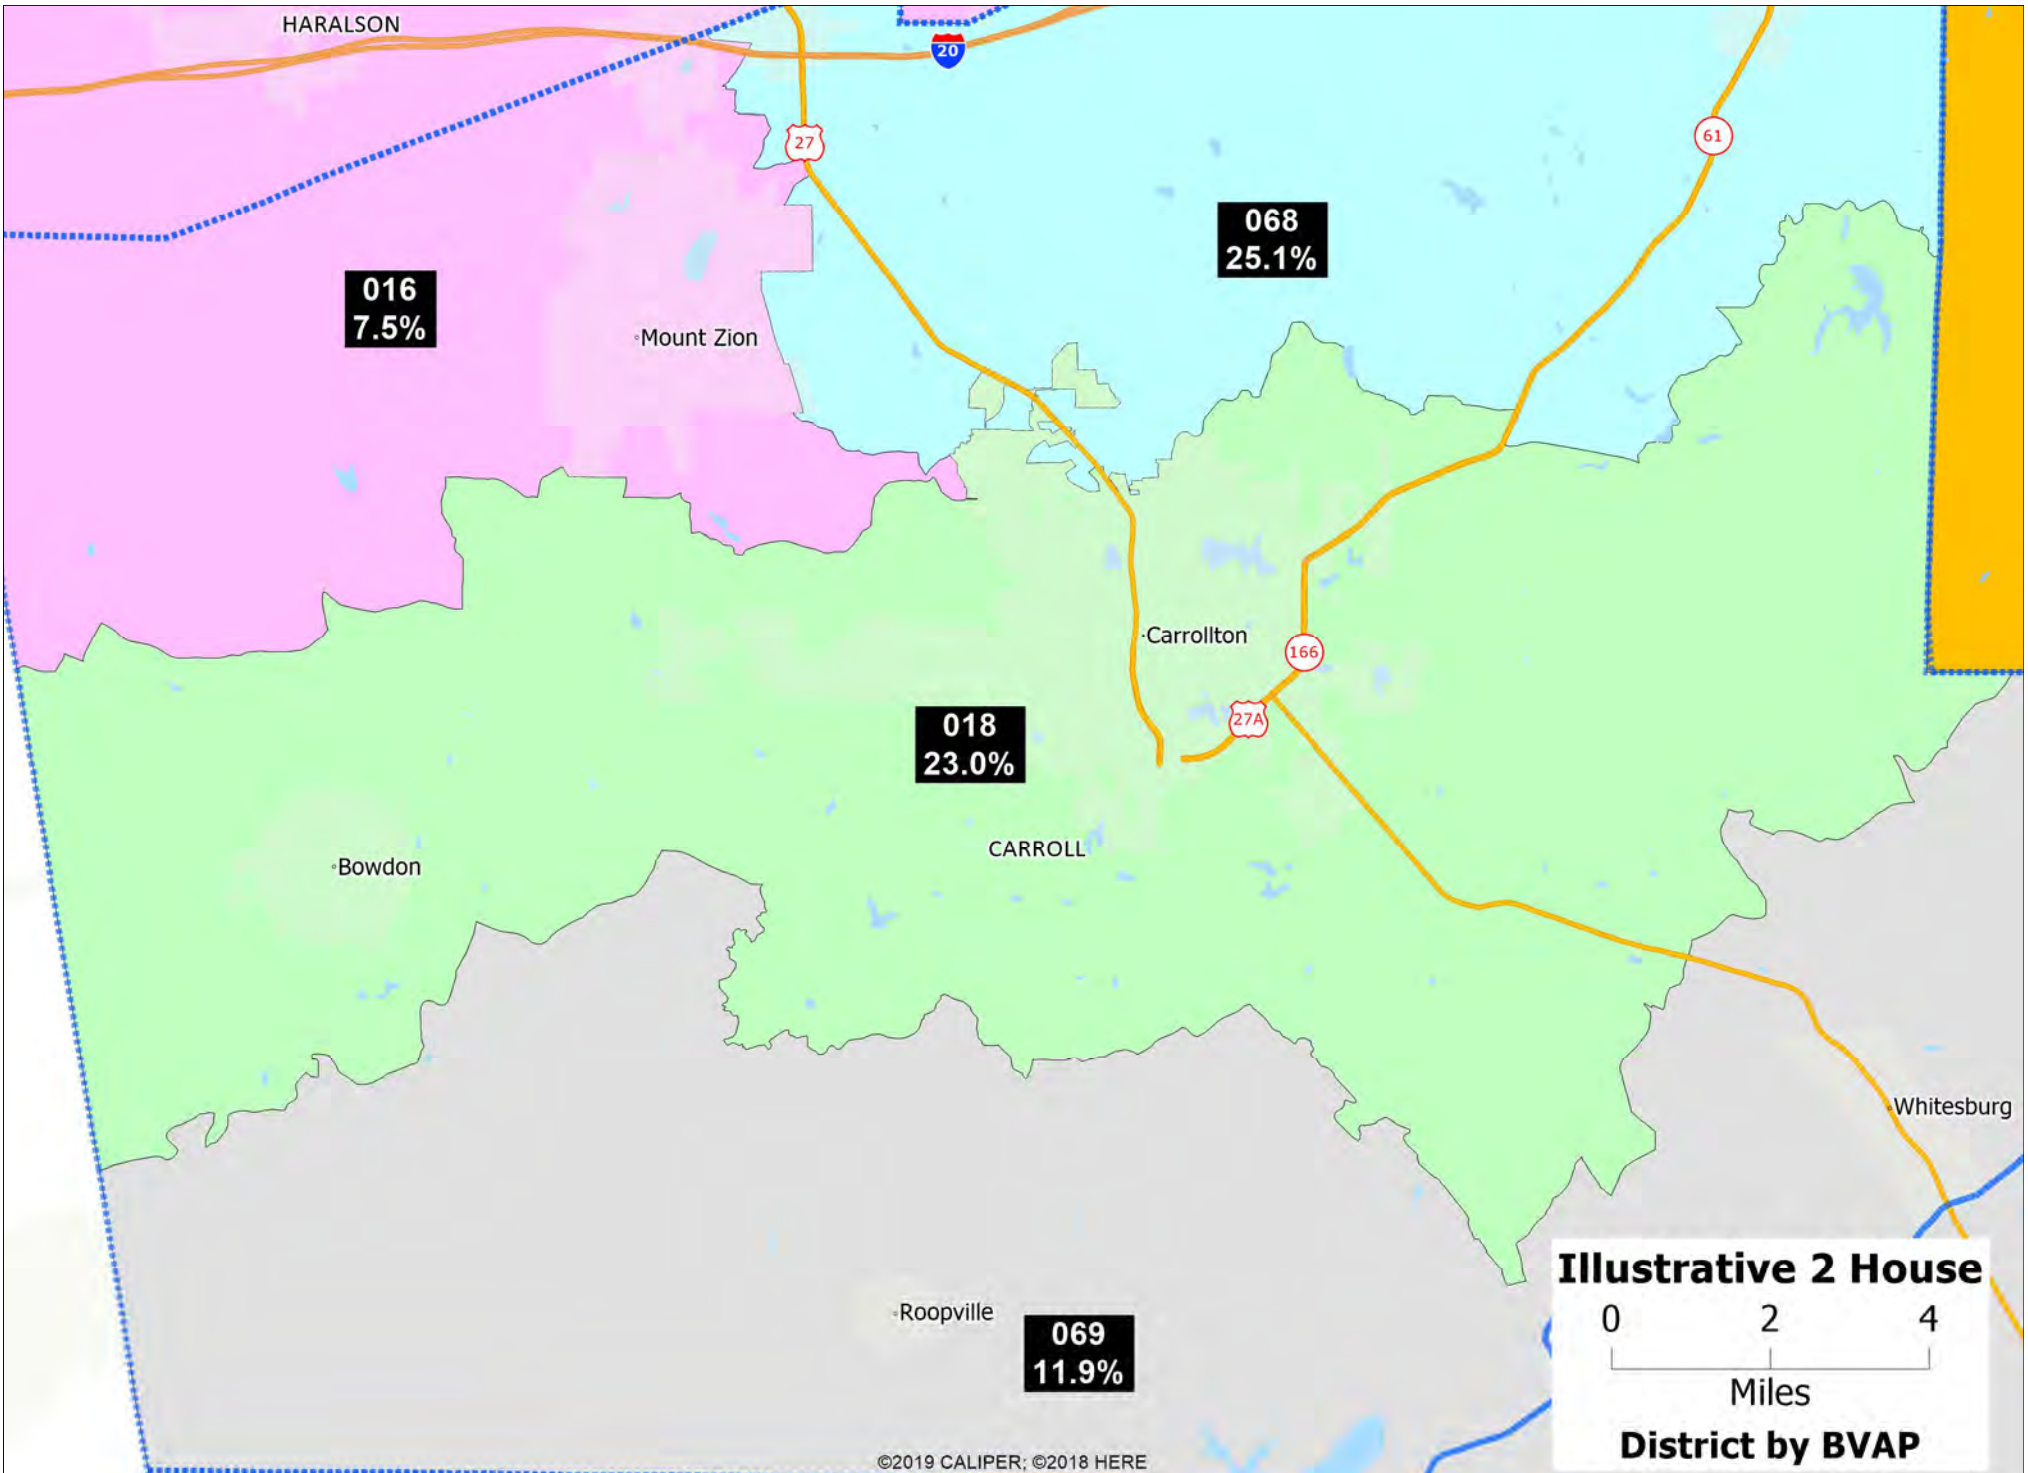 HARALSON
20
27
61
068
25.1%
016
7.5%
Mount Zion
Carrollton
166
27A
018
23.0%
CARROLL
Bowdon
Whitesburg
Roopville
069
11.9%
Illustrative 2 House
0 2 4
Miles
District by BVAP
©2019 CALIPER; ©2018 HERE